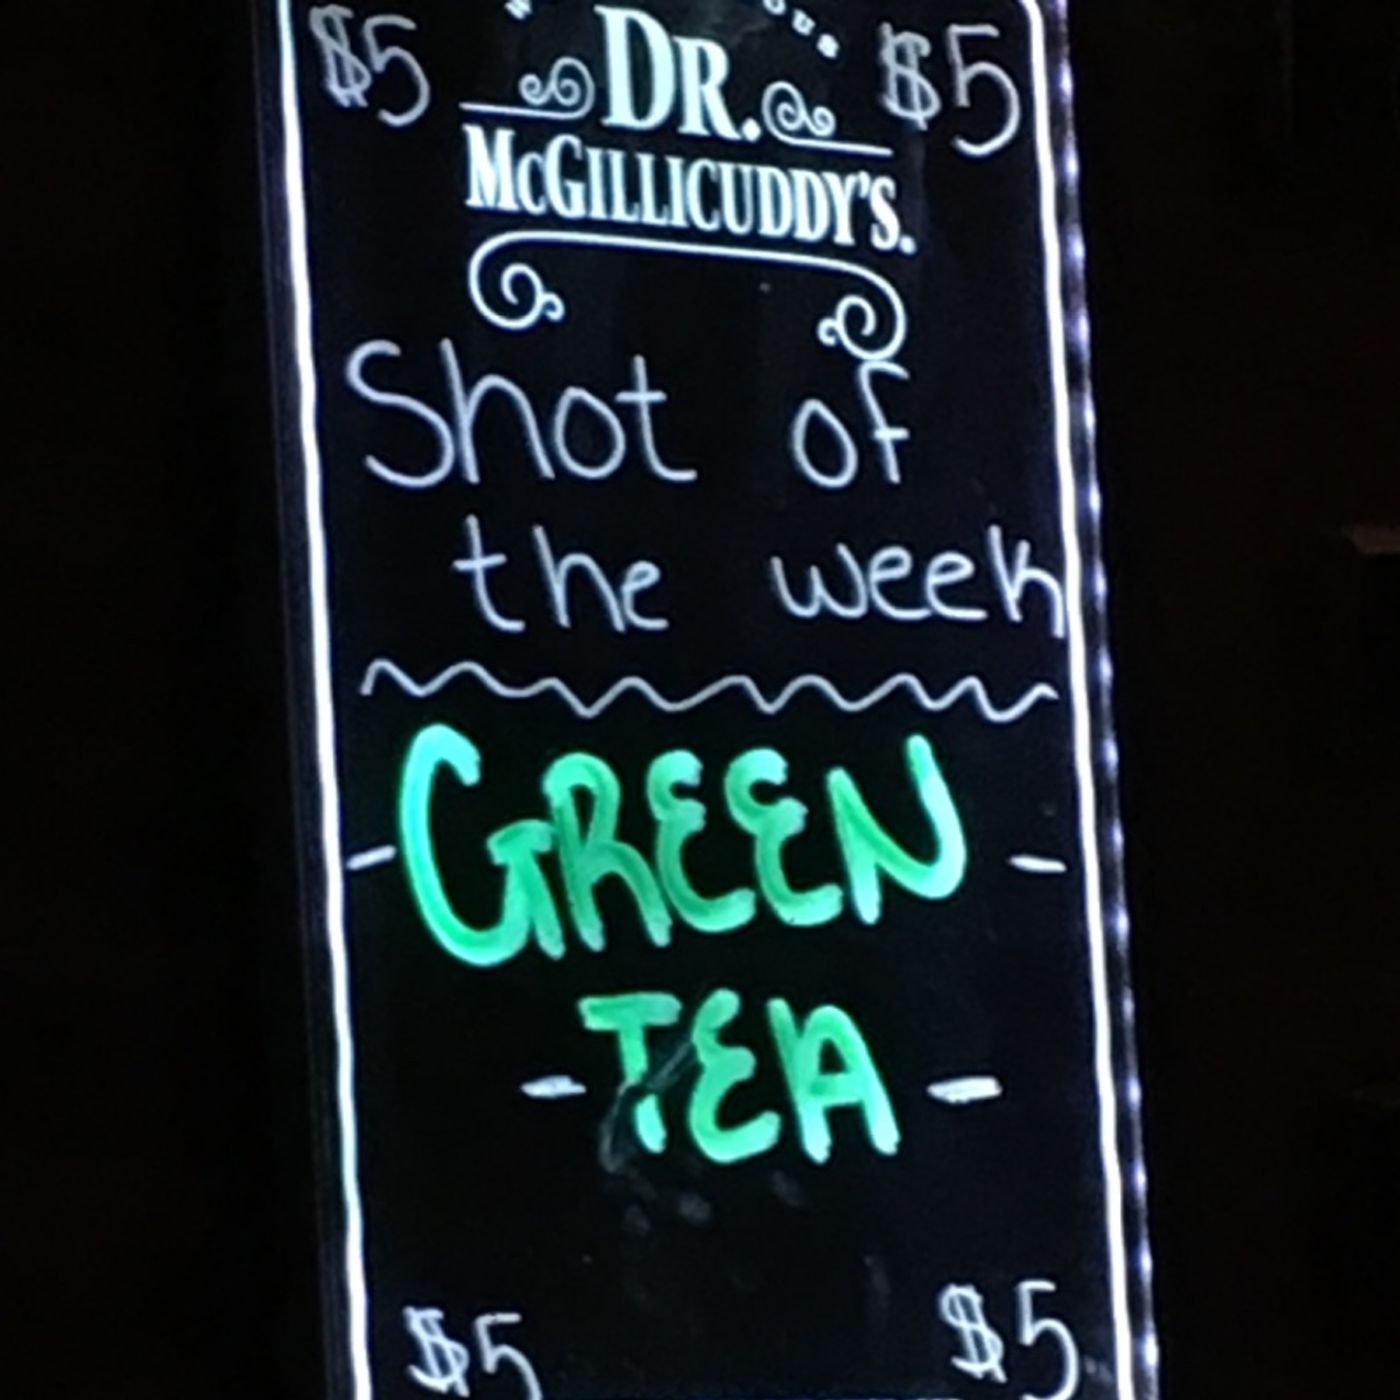 $5 DR. $5
McGILLICUDDY'S.
Shot of
the week
- GREEN -
- TEA -
$5 $5